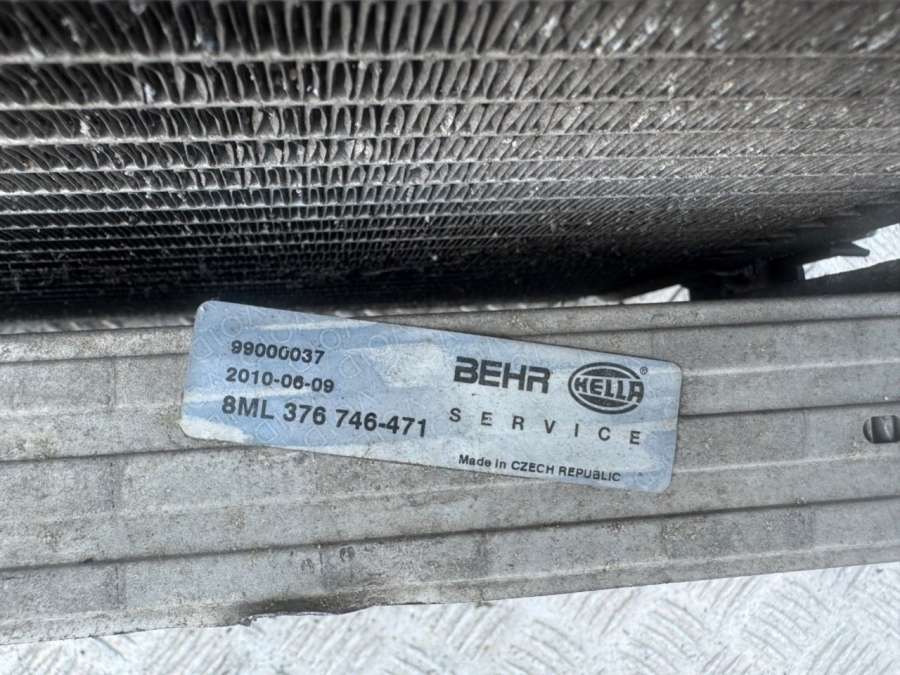 99000037
2010-06-09
8ML 376 746-471
BEHR HELLA®
SERVICE
Made in CZECH REPUBLIC